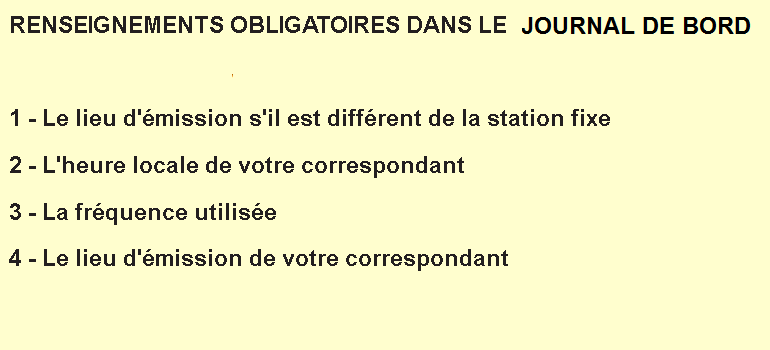 RENSEIGNEMENTS OBLIGATOIRES DANS LE JOURNAL DE BORD
1 - Le lieu d'émission s'il est différent de la station fixe
2 - L'heure locale de votre correspondant
3 - La fréquence utilisée
4 - Le lieu d'émission de votre correspondant